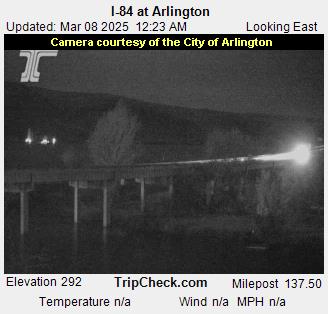 I-84 at Arlington
Updated: Mar 08 2025 12:23 AM Looking East
Camera courtesy of the City of Arlington
Elevation 292 TripCheck.com Milepost 137.50
Temperature n/a Wind n/a MPH n/a